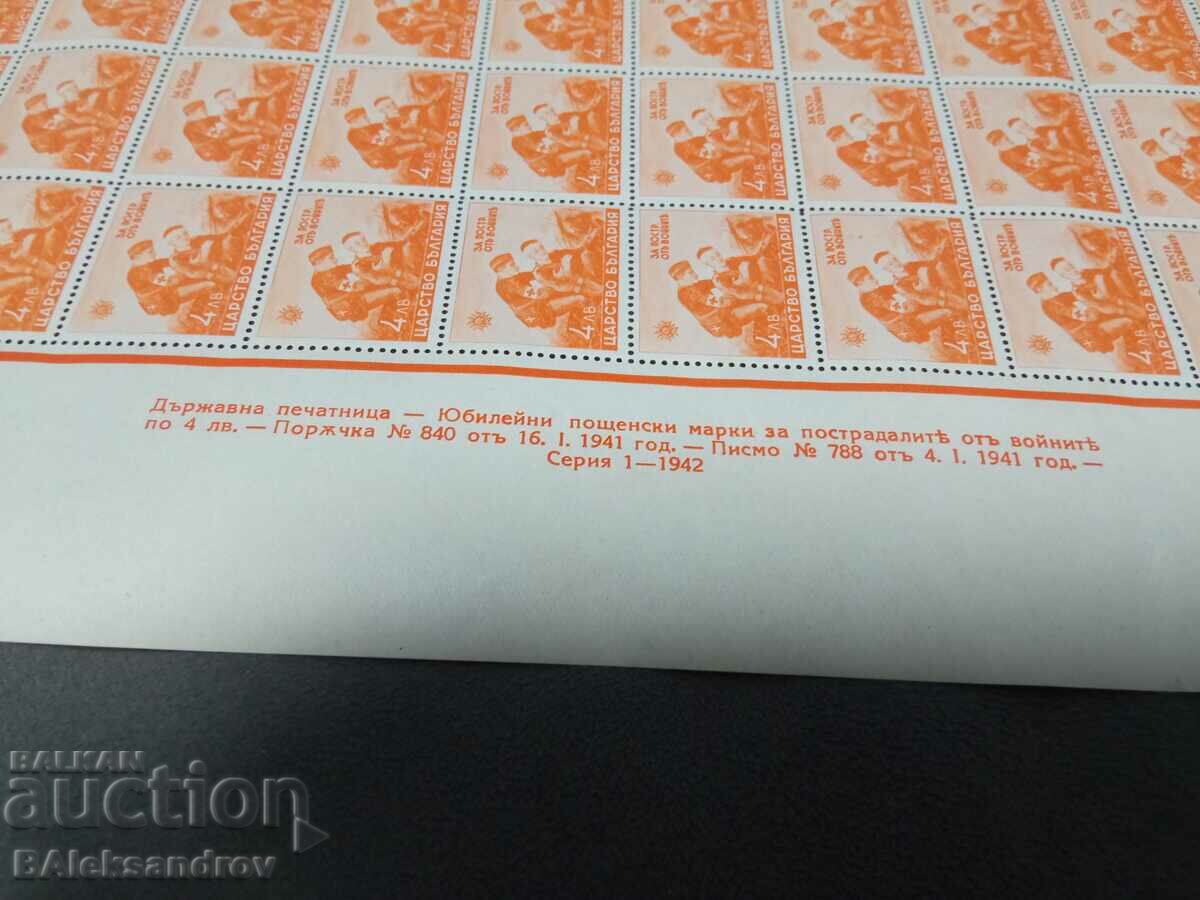 ЗА ПОСТР.
ОТЪ ВОЙНИТѢ
4 ЛВ
ЦАРСТВО БЪЛГАРИЯ
Държавна печатница — Юбилейни пощенски марки за пострадалитѣ отъ войнитѣ
по 4 лв. — Порѫчка № 840 отъ 16. I. 1941 год. — Писмо № 788 отъ 4. I. 1941 год. —
Серия 1—1942
BALKAN
auction
BAleksandrov